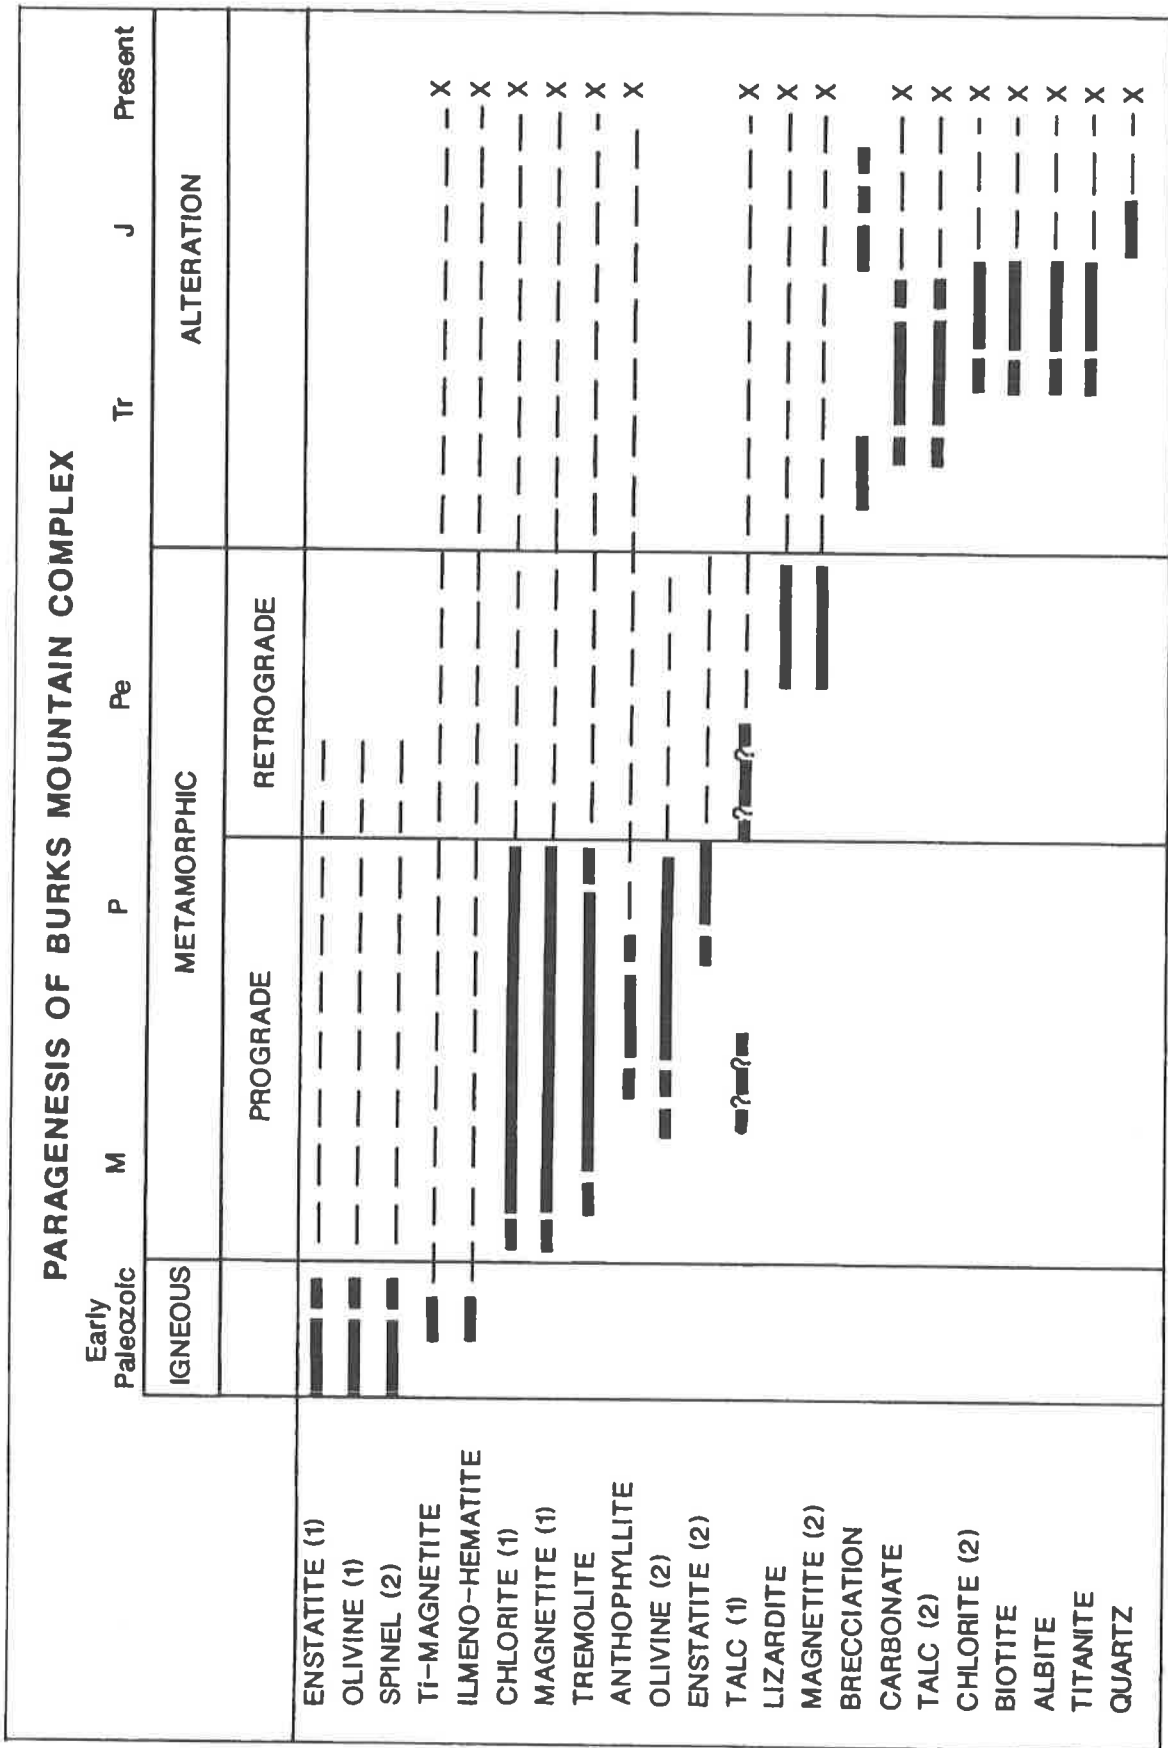 PARAGENESIS OF BURKS MOUNTAIN COMPLEX
Early
Paleozoic M P Pe Tr J Present
IGNEOUS METAMORPHIC ALTERATION
PROGRADE RETROGRADE
ENSTATITE (1)
OLIVINE (1)
SPINEL (2)
Ti-MAGNETITE X
ILMENO-HEMATITE X
CHLORITE (1) X
MAGNETITE (1) X
TREMOLITE X
ANTHOPHYLLITE X
OLIVINE (2)
ENSTATITE (2)
TALC (1) ? ? ? ? X
LIZARDITE X
MAGNETITE (2) X
BRECCIATION
CARBONATE X
TALC (2) X
CHLORITE (2) X
BIOTITE X
ALBITE X
TITANITE X
QUARTZ X